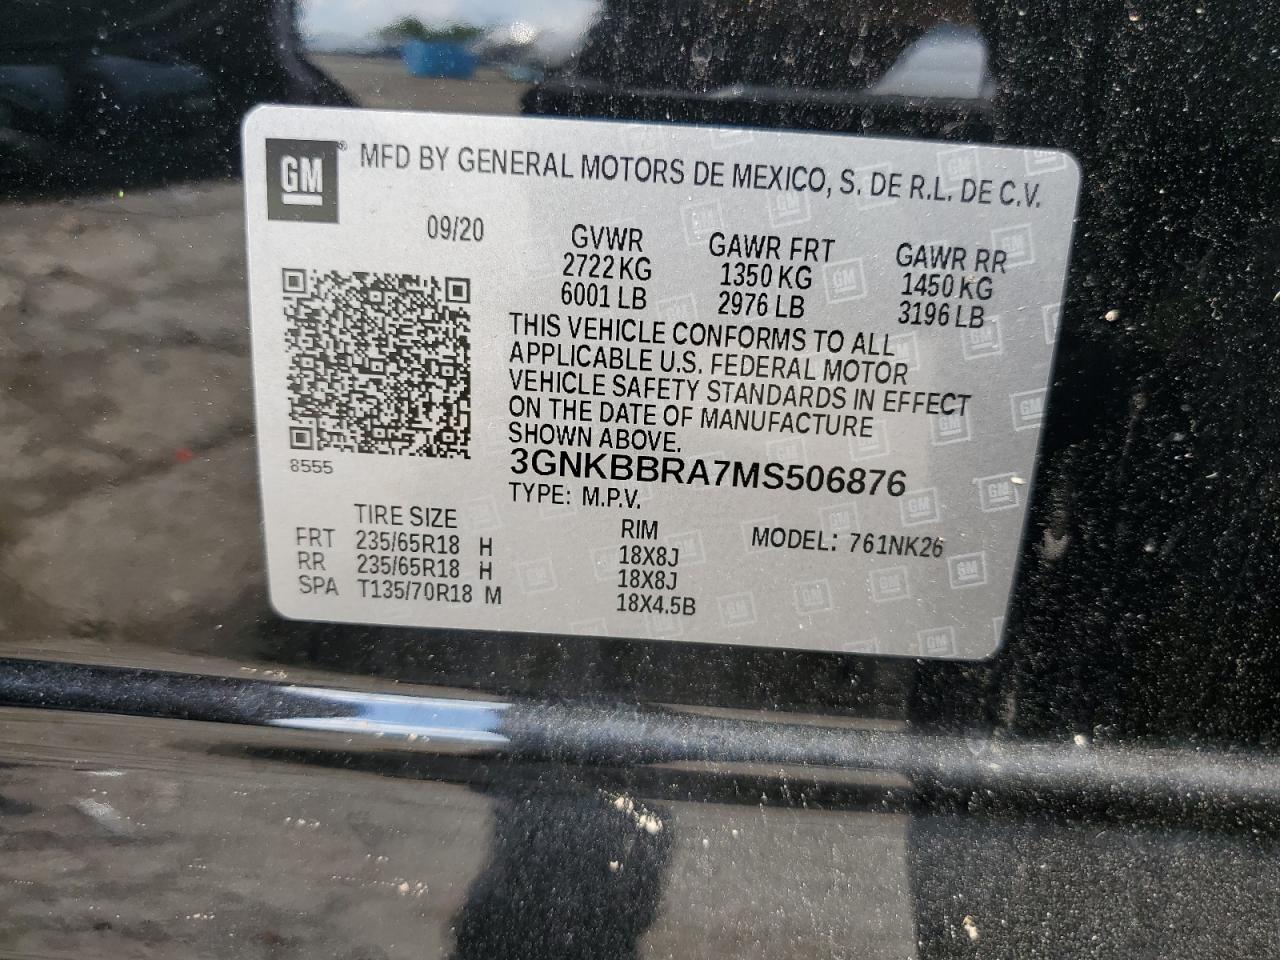 GM® MFD BY GENERAL MOTORS DE MEXICO, S. DE R.L. DE C.V.
09/20
GVWR GAWR FRT GAWR RR
2722 KG 1350 KG 1450 KG
6001 LB 2976 LB 3196 LB
THIS VEHICLE CONFORMS TO ALL
APPLICABLE U.S. FEDERAL MOTOR
VEHICLE SAFETY STANDARDS IN EFFECT
ON THE DATE OF MANUFACTURE
SHOWN ABOVE.
8555
3GNKBBRA7MS506876
TYPE: M.P.V.
TIRE SIZE RIM MODEL: 761NK26
FRT 235/65R18 H 18X8J
RR 235/65R18 H 18X8J
SPA T135/70R18 M 18X4.5B